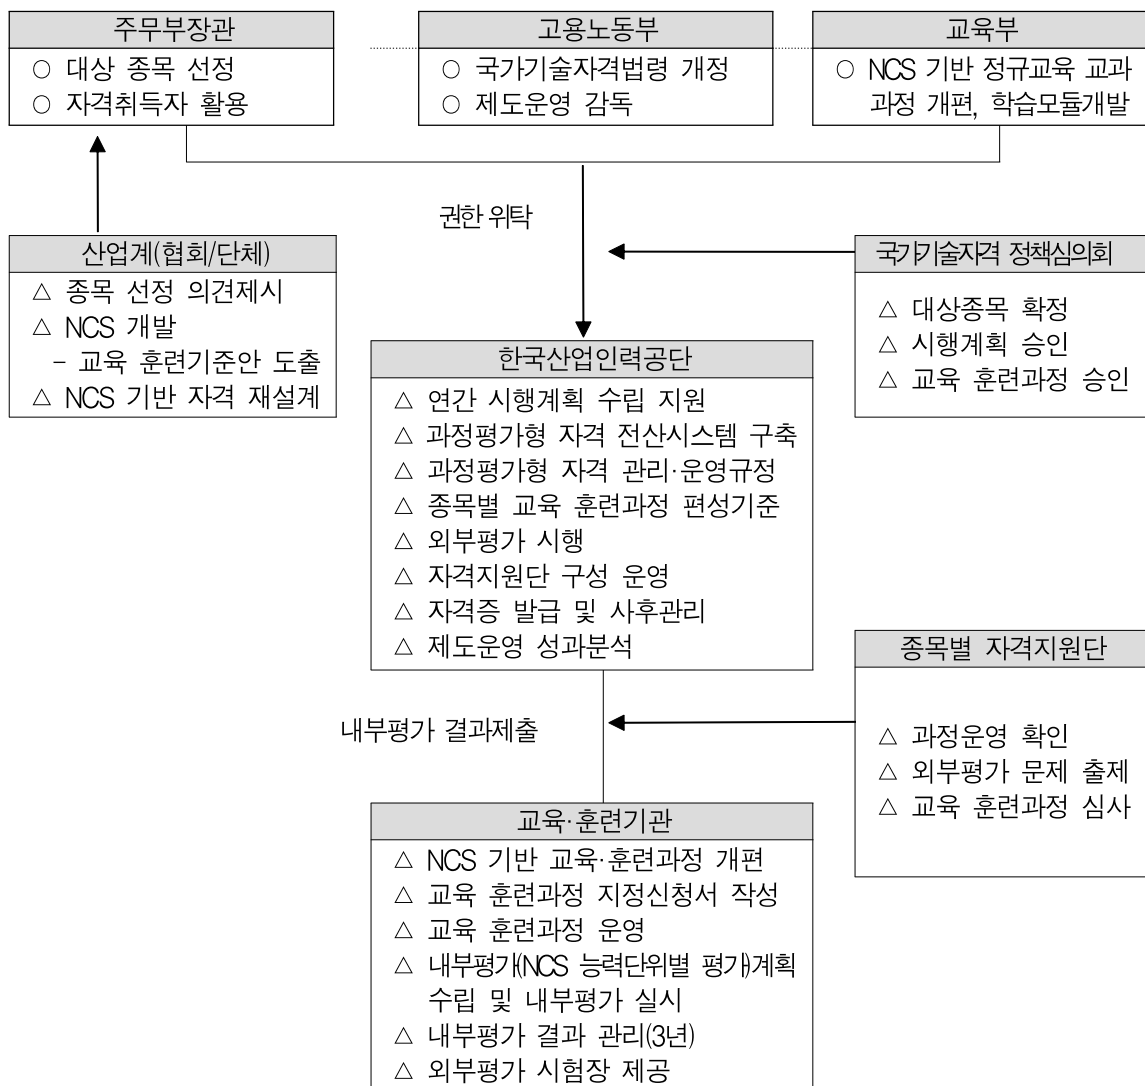 주무부장관
○ 대상 종목 선정
○ 자격취득자 활용
고용노동부
○ 국가기술자격법령 개정
○ 제도운영 감독
교육부
○ NCS 기반 정규교육 교과
과정 개편, 학습모듈개발
권한 위탁
산업계(협회/단체)
△ 종목 선정 의견제시
△ NCS 개발
- 교육 훈련기준안 도출
△ NCS 기반 자격 재설계
국가기술자격 정책심의회
△ 대상종목 확정
△ 시행계획 승인
△ 교육 훈련과정 승인
한국산업인력공단
△ 연간 시행계획 수립 지원
△ 과정평가형 자격 전산시스템 구축
△ 과정평가형 자격 관리·운영규정
△ 종목별 교육 훈련과정 편성기준
△ 외부평가 시행
△ 자격지원단 구성 운영
△ 자격증 발급 및 사후관리
△ 제도운영 성과분석
종목별 자격지원단
△ 과정운영 확인
△ 외부평가 문제 출제
△ 교육 훈련과정 심사
내부평가 결과제출
교육·훈련기관
△ NCS 기반 교육·훈련과정 개편
△ 교육 훈련과정 지정신청서 작성
△ 교육 훈련과정 운영
△ 내부평가(NCS 능력단위별 평가)계획
수립 및 내부평가 실시
△ 내부평가 결과 관리(3년)
△ 외부평가 시험장 제공